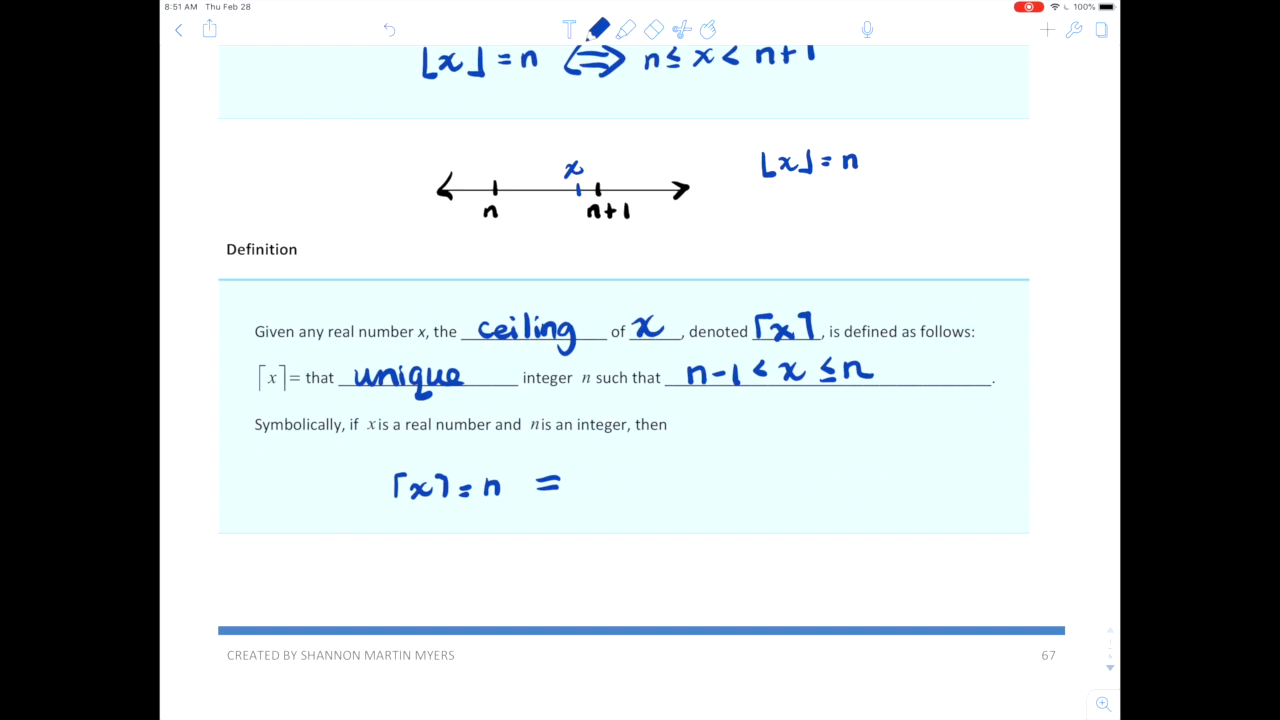 8:51 AM Thu Feb 28
100%
⌊x⌋ = n ⟺ n ≤ x < n+1
x
⌊x⌋ = n
n n+1
Definition
Given any real number x, the ceiling of x, denoted ⌈x⌉, is defined as follows:
⌈x⌉ = that unique integer n such that n-1 < x ≤ n.
Symbolically, if x is a real number and n is an integer, then
⌈x⌉ = n =
CREATED BY SHANNON MARTIN MYERS 67